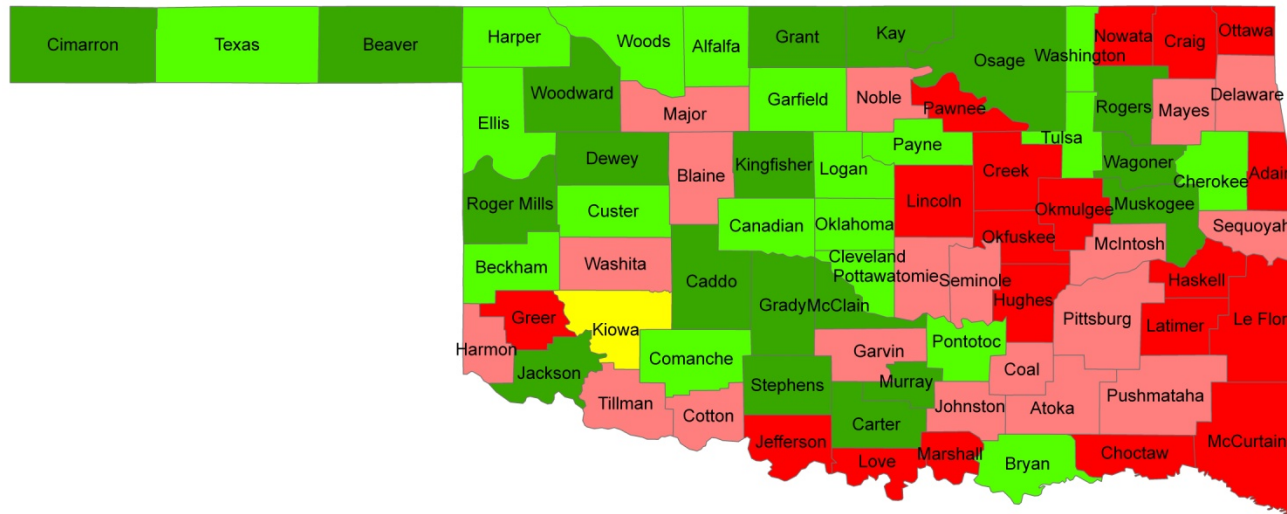 Cimarron
Texas
Beaver
Harper
Woods
Alfalfa
Grant
Kay
Osage
Washington
Nowata
Craig
Ottawa
Woodward
Ellis
Major
Garfield
Noble
Pawnee
Rogers
Mayes
Delaware
Dewey
Blaine
Kingfisher
Logan
Payne
Creek
Tulsa
Wagoner
Cherokee
Adair
Roger Mills
Custer
Canadian
Oklahoma
Lincoln
Okmulgee
Muskogee
Sequoyah
Okfuskee
McIntosh
Beckham
Washita
Caddo
Cleveland
Pottawatomie
Seminole
Haskell
Grady
McClain
Hughes
Greer
Kiowa
Pittsburg
Latimer
Le Flor
Harmon
Comanche
Garvin
Pontotoc
Jackson
Stephens
Murray
Coal
Tillman
Cotton
Johnston
Atoka
Pushmataha
Carter
Jefferson
Love
Marshall
Bryan
Choctaw
McCurtain